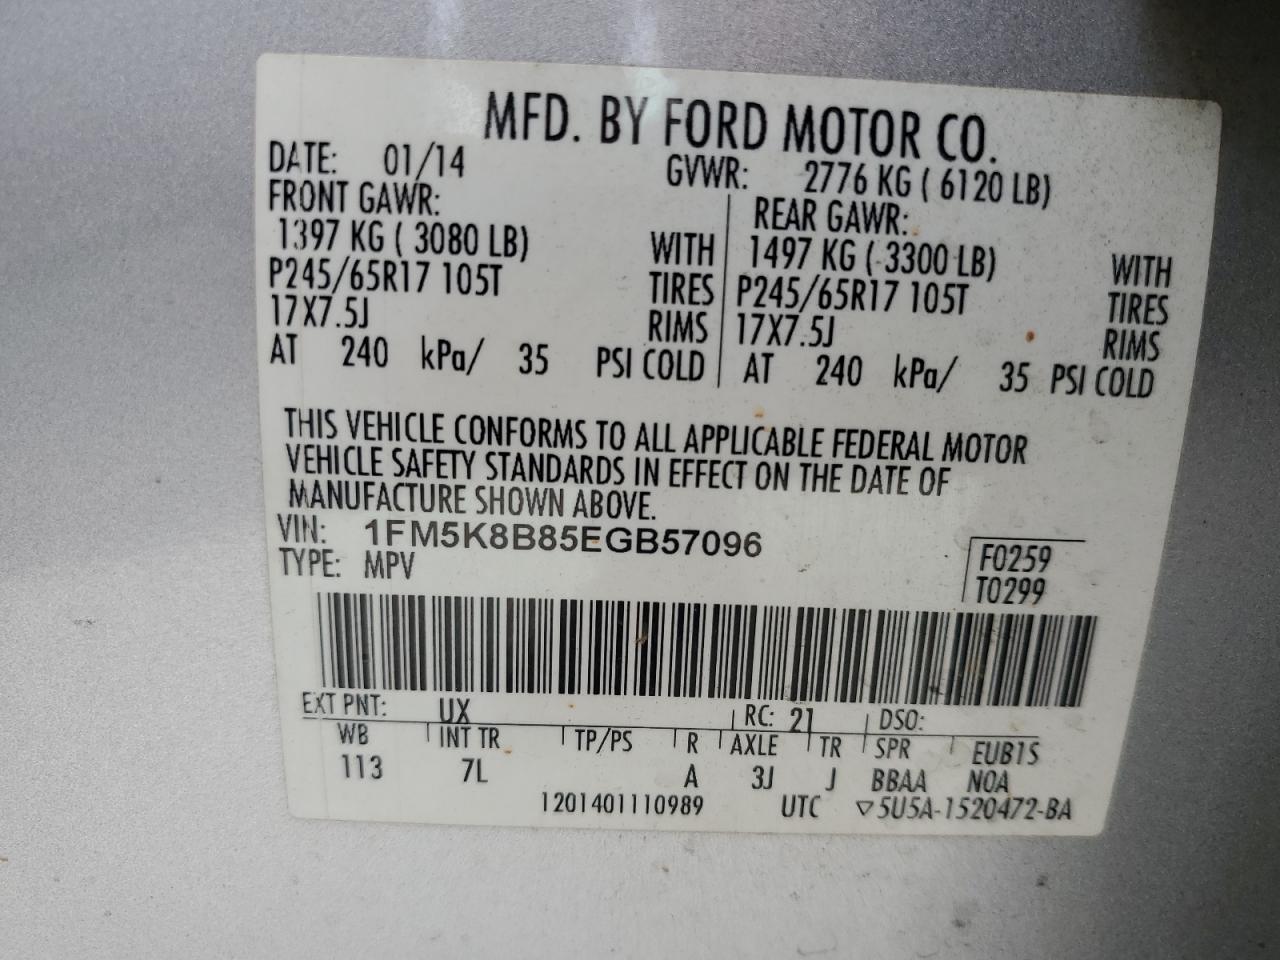 MFD. BY FORD MOTOR CO.
DATE: 01/14 GVWR: 2776 KG ( 6120 LB)
FRONT GAWR: REAR GAWR:
1397 KG ( 3080 LB) WITH 1497 KG ( 3300 LB) WITH
P245/65R17 105T TIRES P245/65R17 105T TIRES
17X7.5J RIMS 17X7.5J RIMS
AT 240 kPa/ 35 PSI COLD AT 240 kPa/ 35 PSI COLD
THIS VEHICLE CONFORMS TO ALL APPLICABLE FEDERAL MOTOR
VEHICLE SAFETY STANDARDS IN EFFECT ON THE DATE OF
MANUFACTURE SHOWN ABOVE.
VIN: 1FM5K8B85EGB57096
F0259
TYPE: MPV
T0299
EXT PNT: UX RC: 21 DSO:
WB INT TR TP/PS R AXLE TR SPR EUB1S
113 7L A 3J J BBAA NOA
1201401110989 UTC ▽5U5A-1520472-BA